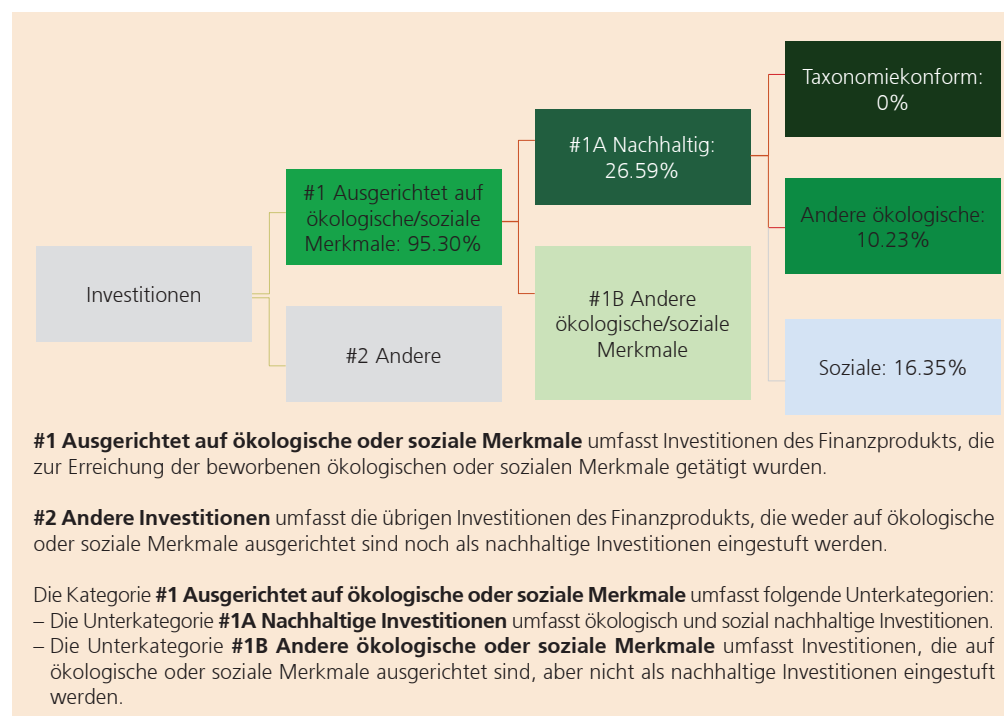 Investitionen
#1 Ausgerichtet auf
ökologische/soziale
Merkmale: 95.30%
#2 Andere
#1A Nachhaltig:
26.59%
#1B Andere
ökologische/soziale
Merkmale
Taxonomiekonform:
0%
Andere ökologische:
10.23%
Soziale: 16.35%
#1 Ausgerichtet auf ökologische oder soziale Merkmale umfasst Investitionen des Finanzprodukts, die
zur Erreichung der beworbenen ökologischen oder sozialen Merkmale getätigt wurden.
#2 Andere Investitionen umfasst die übrigen Investitionen des Finanzprodukts, die weder auf ökologische
oder soziale Merkmale ausgerichtet sind noch als nachhaltige Investitionen eingestuft werden.
Die Kategorie #1 Ausgerichtet auf ökologische oder soziale Merkmale umfasst folgende Unterkategorien:
– Die Unterkategorie #1A Nachhaltige Investitionen umfasst ökologisch und sozial nachhaltige Investitionen.
– Die Unterkategorie #1B Andere ökologische oder soziale Merkmale umfasst Investitionen, die auf
ökologische oder soziale Merkmale ausgerichtet sind, aber nicht als nachhaltige Investitionen eingestuft
werden.